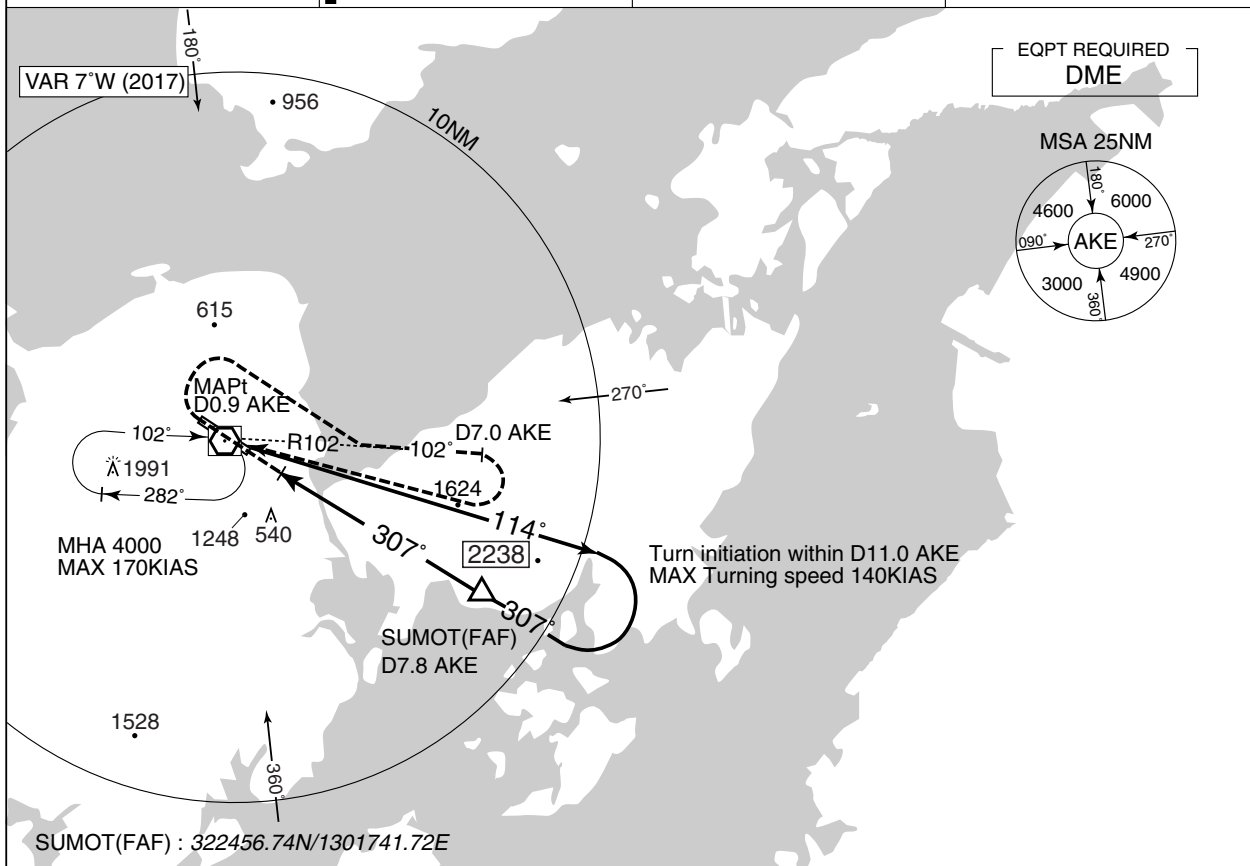 180°
VAR 7°W (2017)
956
10NM
EQPT REQUIRED
DME
MSA 25NM
180°
4600
6000
090°
AKE
270°
3000
4900
360°
615
MAPt
D0.9 AKE
270°
102°
R102
102°
D7.0 AKE
1991
282°
1624
1248
540
114°
307°
MHA 4000
MAX 170KIAS
2238
Turn initiation within D11.0 AKE
MAX Turning speed 140KIAS
307°
SUMOT(FAF)
D7.8 AKE
1528
360°
SUMOT(FAF) : 322456.74N/1301741.72E